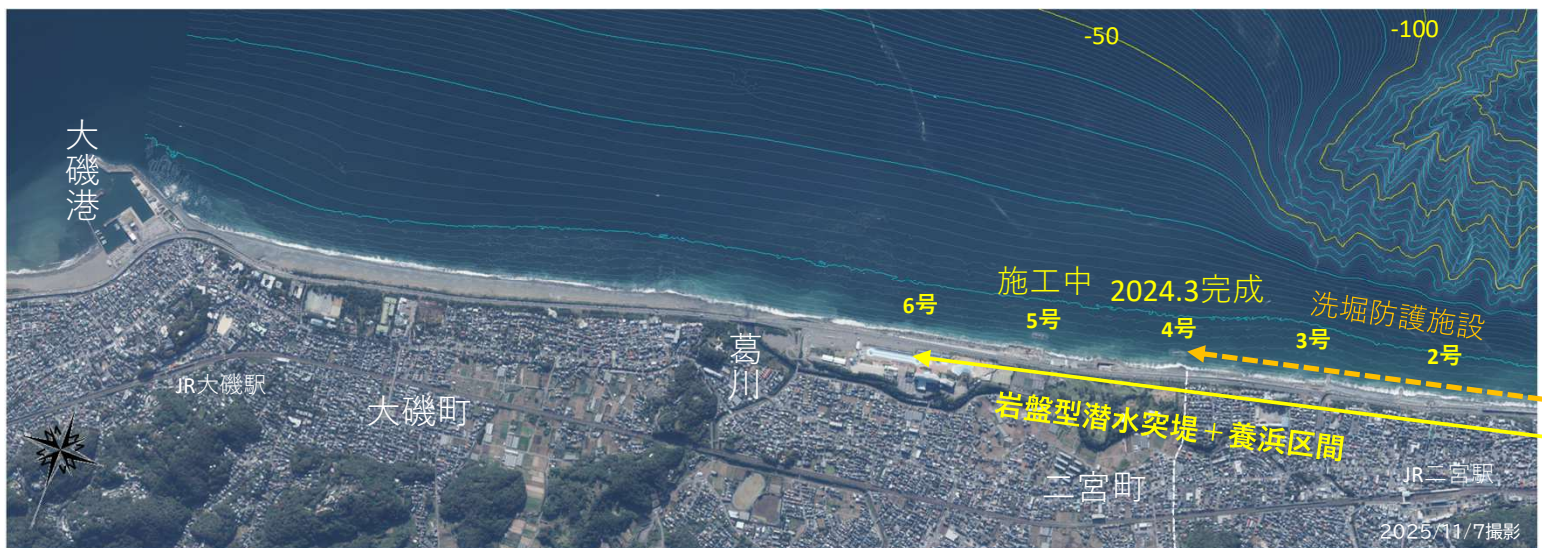 -50
-100
大磯港
施工中
2024.3完成
洗堀防護施設
6号
5号
4号
3号
2号
葛川
JR大磯駅
大磯町
岩盤型潜水突堤＋養浜区間
二宮町
JR二宮駅
2025/11/7撮影